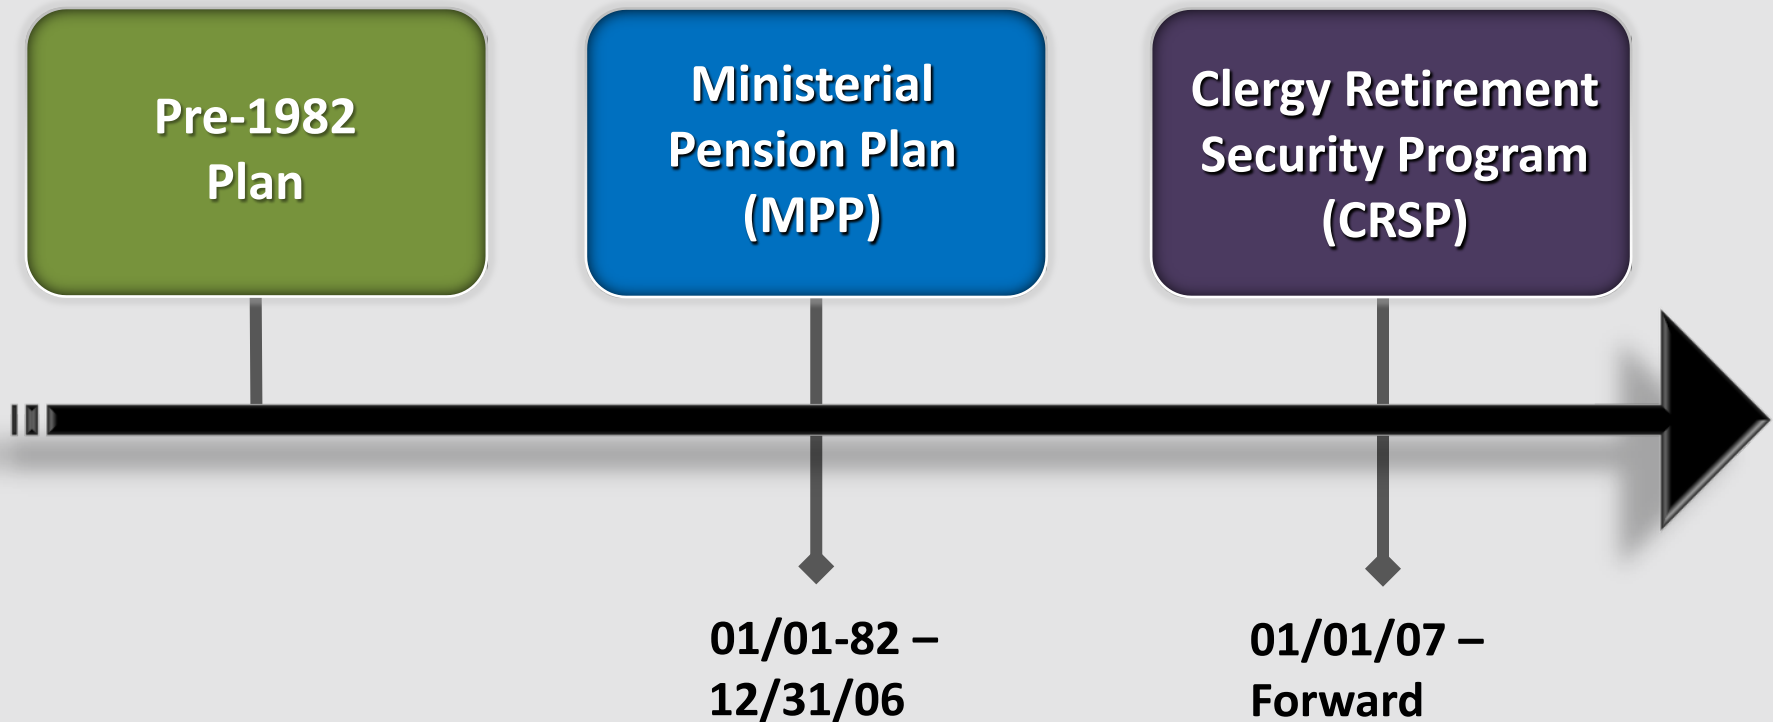 Pre-1982
Plan
Ministerial
Pension Plan
(MPP)
Clergy Retirement
Security Program
(CRSP)
01/01-82 –
12/31/06
01/01/07 –
Forward